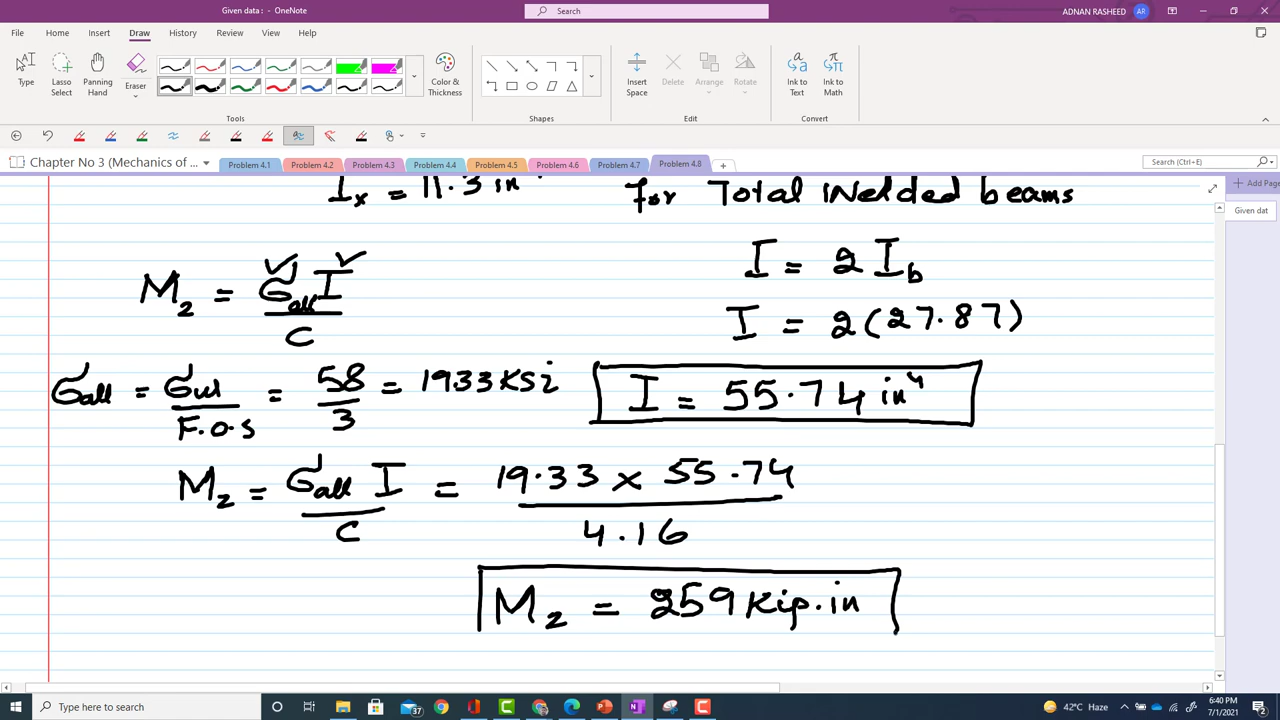 Given data : - OneNote
Search
ADNAN RASHEED
AR
File Home Insert Draw History Review View Help
Type
Lasso Select
Panning Hand
Eraser
Color & Thickness
Insert Space
Delete
Arrange
Rotate
Ink to Text
Ink to Math
Tools
Shapes
Edit
Convert
Chapter No 3 (Mechanics of ...
Problem 4.1 Problem 4.2 Problem 4.3 Problem 4.4 Problem 4.5 Problem 4.6 Problem 4.7 Problem 4.8
Search (Ctrl+E)
Add Page
Given dat
Ix = 11.3 in
for Total Welded beams
M2 = σall I / C
I = 2 Ib
I = 2(27.87)
σall = σul / F.O.S = 58 / 3 = 1933 Ksi
I = 55.74 in⁴
M2 = σall I / C = 19.33 x 55.74 / 4.16
M2 = 259 Kip.in
Type here to search
37
42°C Haze
6:40 PM
7/1/2021